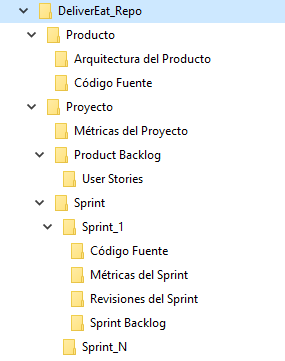 DeliverEat_Repo
Producto
Arquitectura del Producto
Código Fuente
Proyecto
Métricas del Proyecto
Product Backlog
User Stories
Sprint
Sprint_1
Código Fuente
Métricas del Sprint
Revisiones del Sprint
Sprint Backlog
Sprint_N